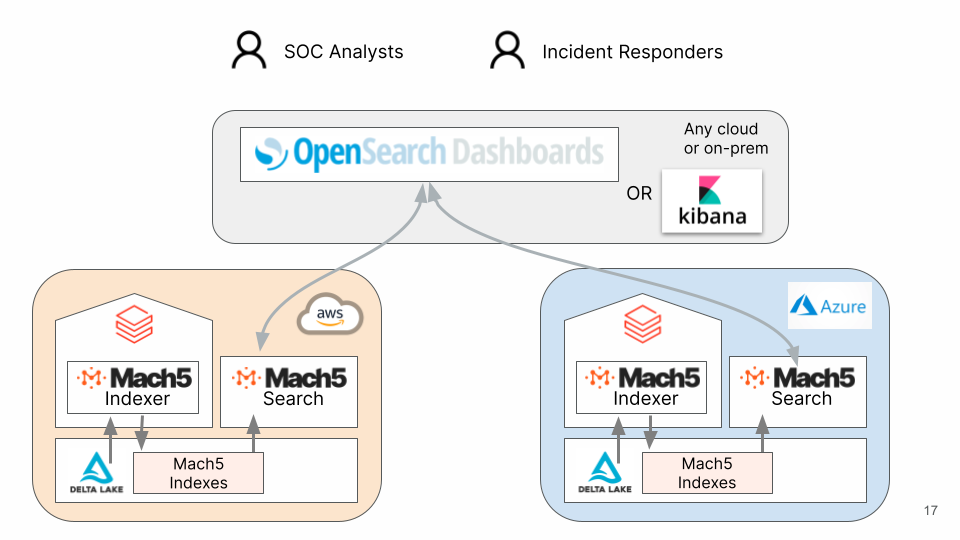 SOC Analysts
Incident Responders
Any cloud
or on-prem
OpenSearch Dashboards
OR
kibana
aws
Mach5
Indexer
Mach5
Search
DELTA LAKE
Mach5
Indexes
Azure
Mach5
Indexer
Mach5
Search
DELTA LAKE
Mach5
Indexes
17